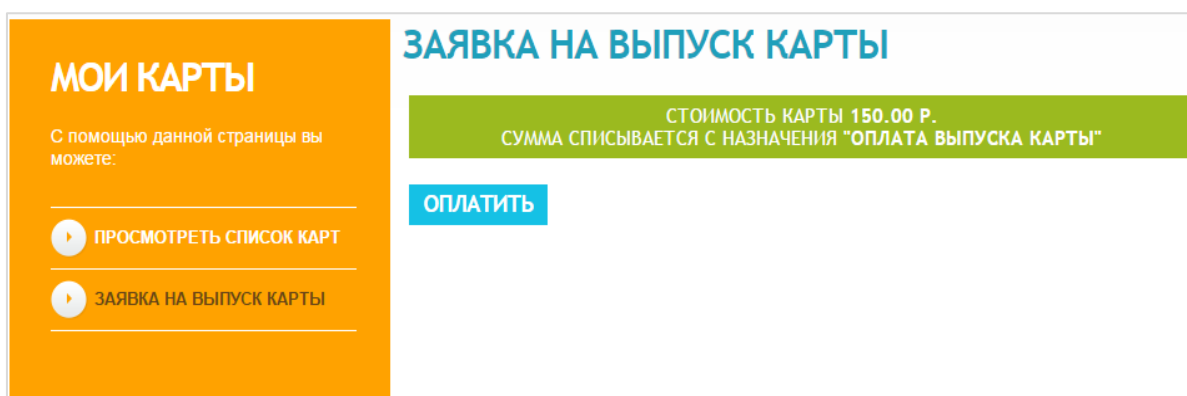 МОИ КАРТЫ
С помощью данной страницы вы
можете:
ПРОСМОТРЕТЬ СПИСОК КАРТ
ЗАЯВКА НА ВЫПУСК КАРТЫ
ЗАЯВКА НА ВЫПУСК КАРТЫ
СТОИМОСТЬ КАРТЫ 150.00 Р.
СУММА СПИСЫВАЕТСЯ С НАЗНАЧЕНИЯ "ОПЛАТА ВЫПУСКА КАРТЫ"
ОПЛАТИТЬ